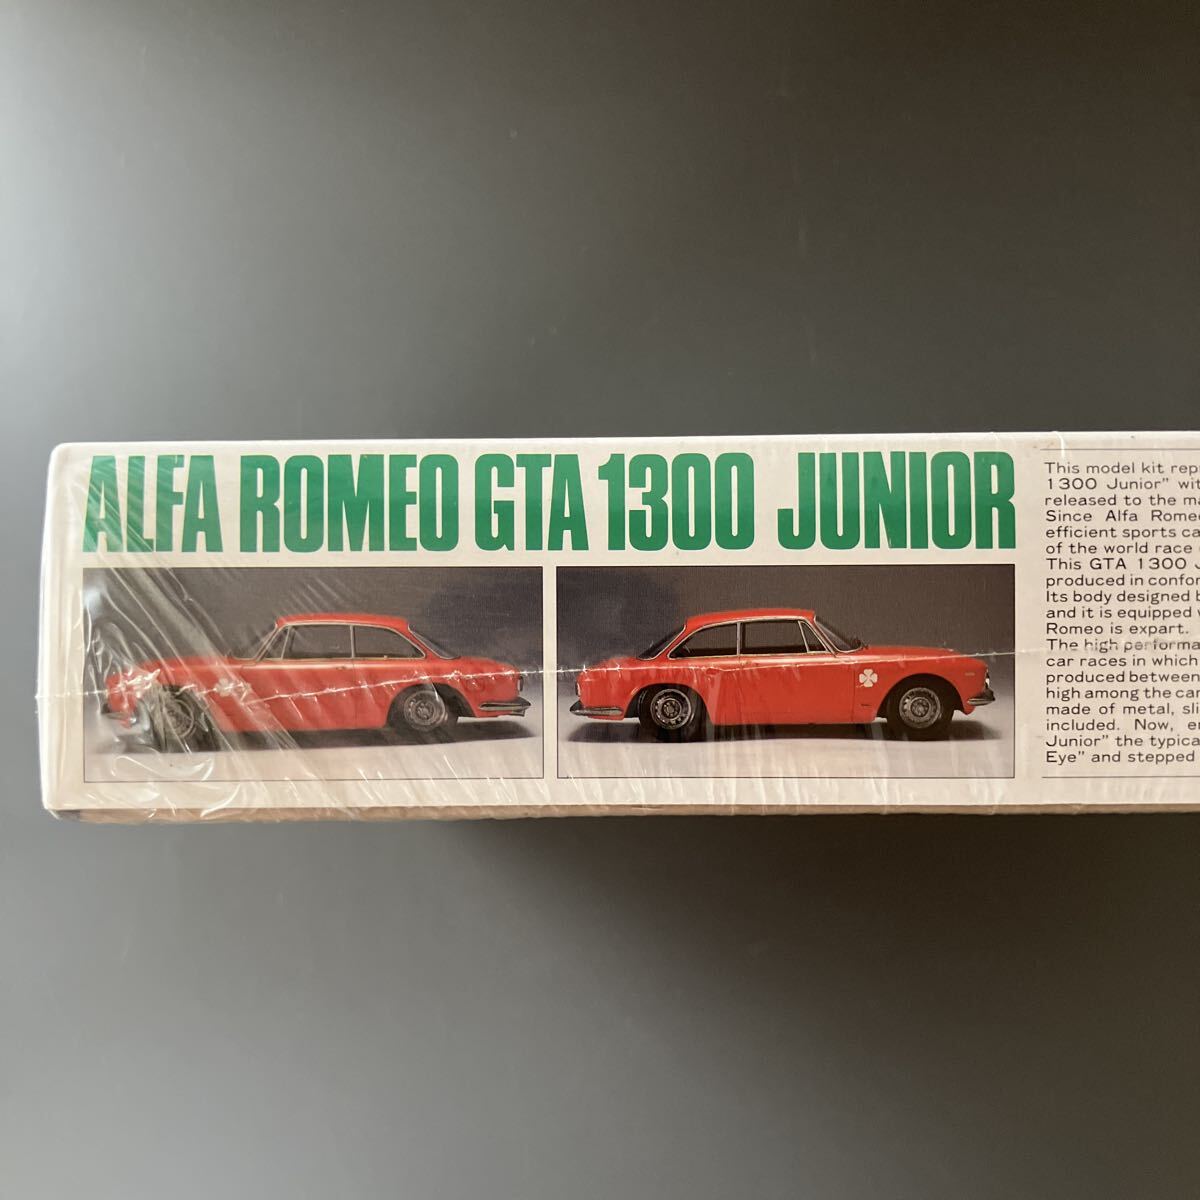 ALFA ROMEO GTA 1300 JUNIOR
This model kit rep
1300 Junior" wit
released to the ma
Since Alfa Romeo
efficient sports ca
of the world race
This GTA 1300 J
produced in confor
Its body designed b
and it is equipped w
Romeo is expart.
The high performa
car races in which
produced between
high among the car
made of metal, sli
included. Now, en
Junior" the typica
Eye" and stepped